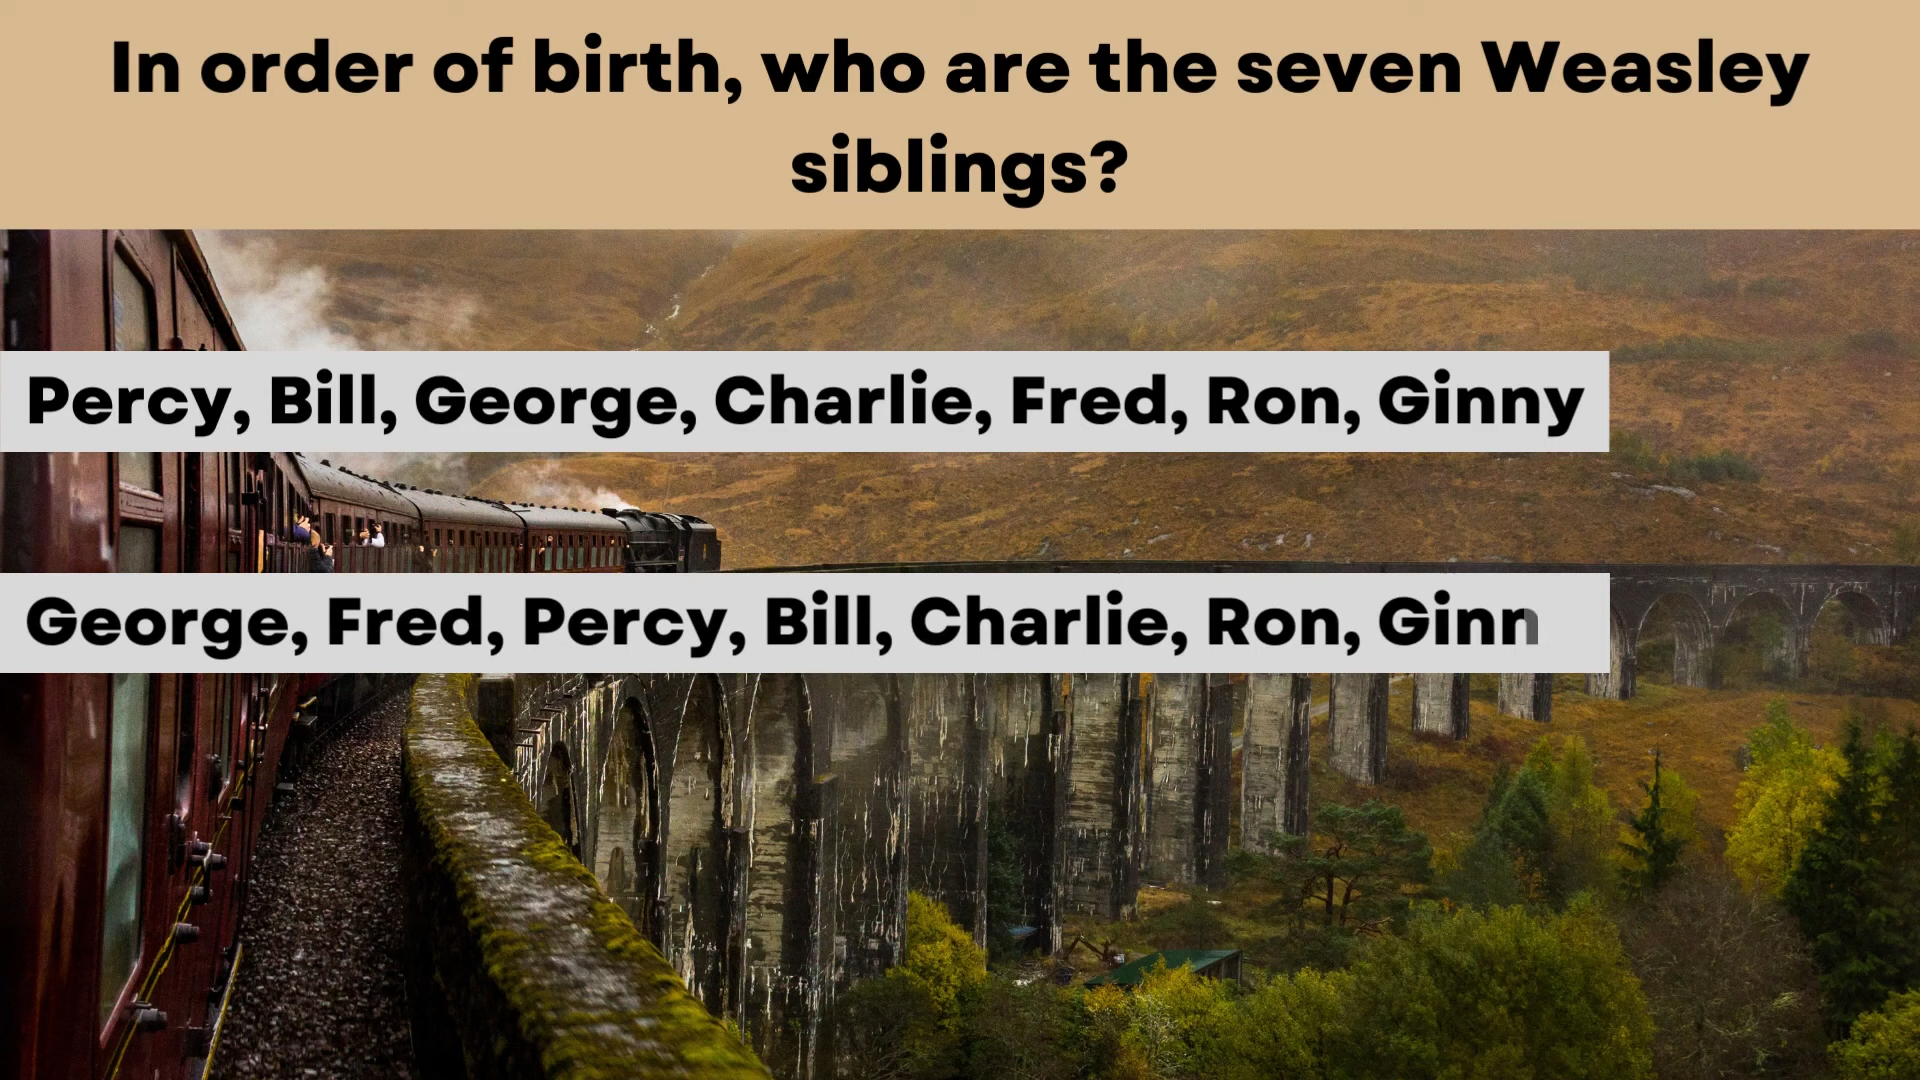 In order of birth, who are the seven Weasley
siblings?
Percy, Bill, George, Charlie, Fred, Ron, Ginny
George, Fred, Percy, Bill, Charlie, Ron, Ginn